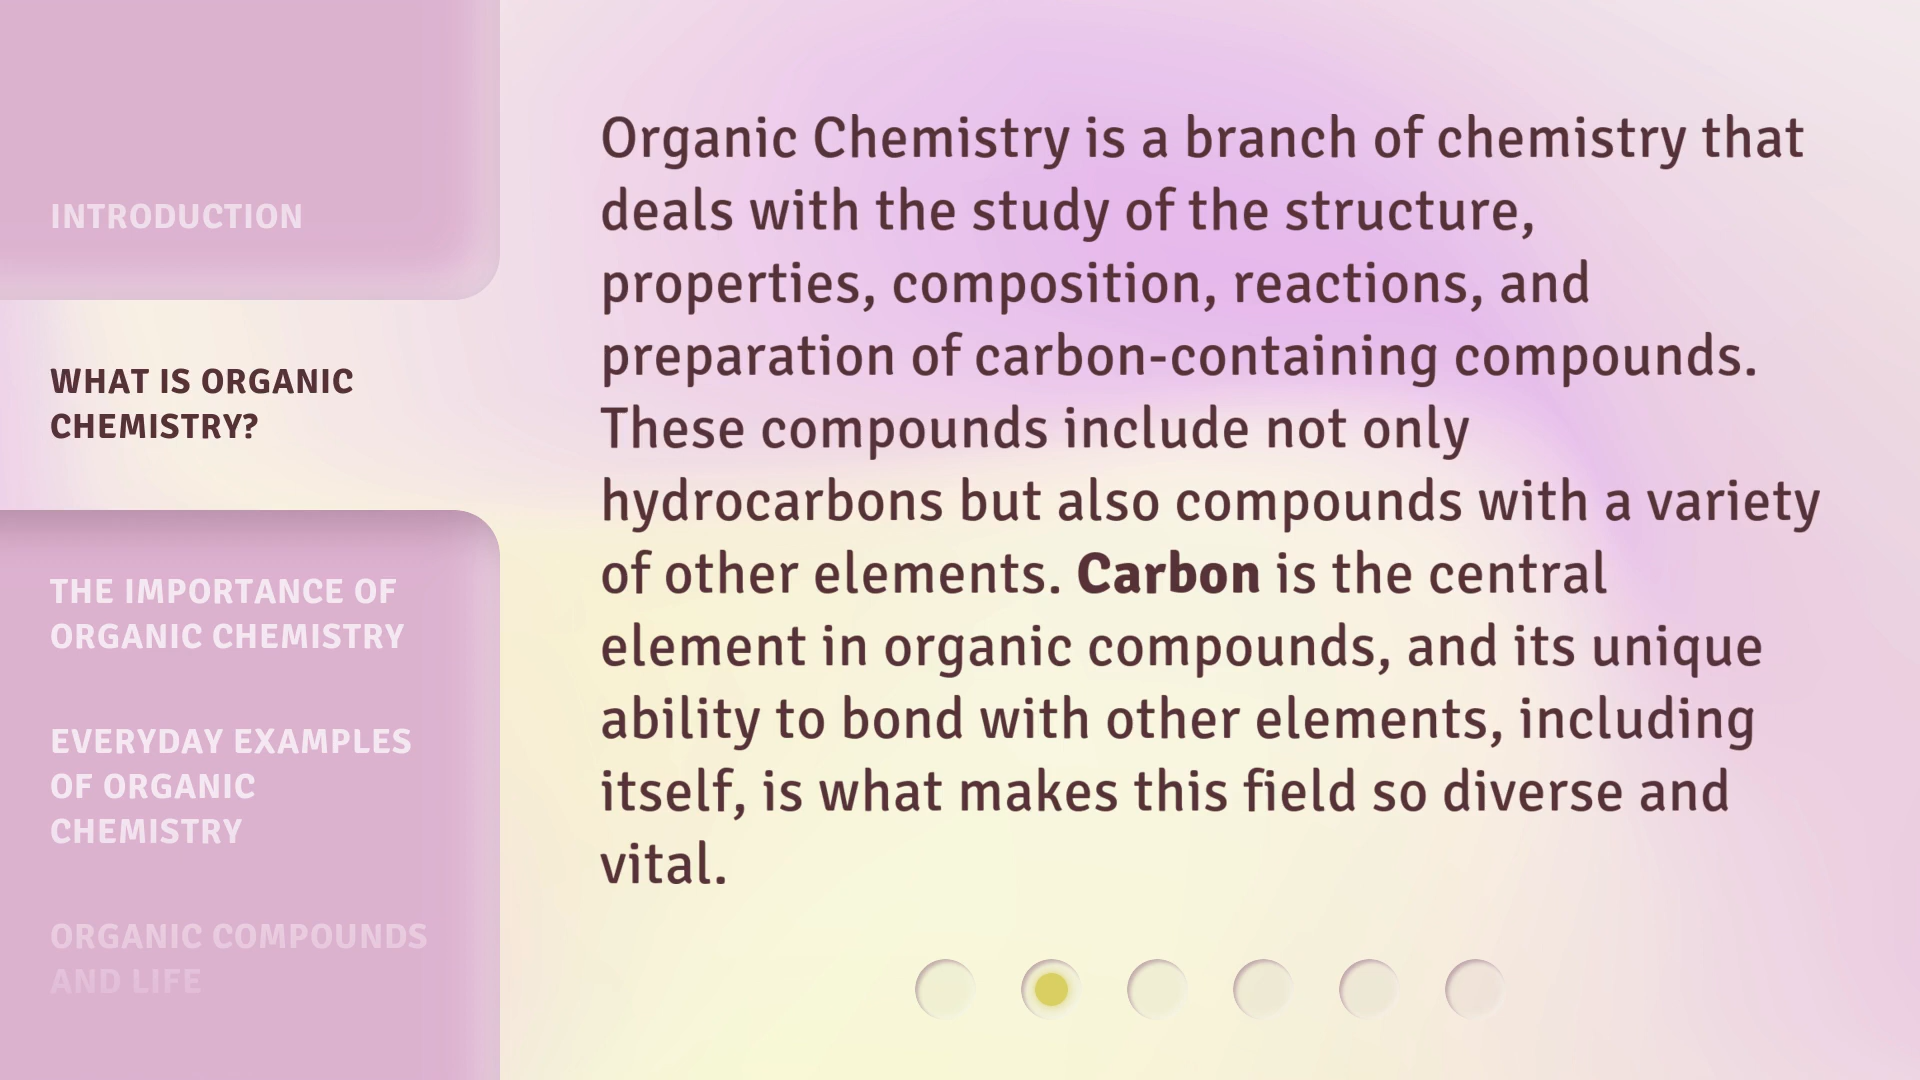 INTRODUCTION
WHAT IS ORGANIC
CHEMISTRY?
THE IMPORTANCE OF
ORGANIC CHEMISTRY
EVERYDAY EXAMPLES
OF ORGANIC
CHEMISTRY
ORGANIC COMPOUNDS
AND LIFE
Organic Chemistry is a branch of chemistry that
deals with the study of the structure,
properties, composition, reactions, and
preparation of carbon-containing compounds.
These compounds include not only
hydrocarbons but also compounds with a variety
of other elements. Carbon is the central
element in organic compounds, and its unique
ability to bond with other elements, including
itself, is what makes this field so diverse and
vital.